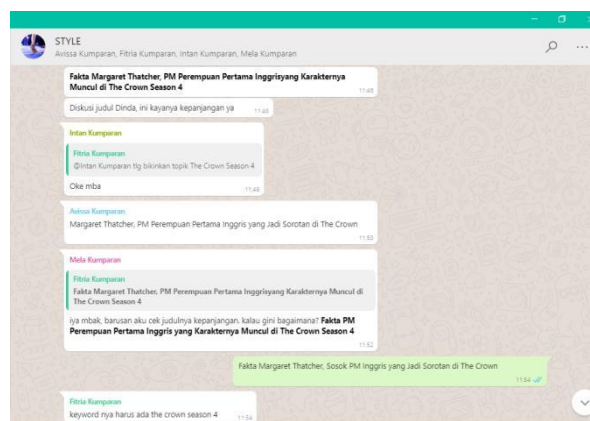 STYLE
Avissa Kumparan, Fitria Kumparan, Intan Kumparan, Mela Kumparan
Fakta Margaret Thatcher, PM Perempuan Pertama Inggrisyang Karakternya
Muncul di The Crown Season 4
11:48
Diskusi judul Dinda, ini kayanya kepanjangan ya
11:48
Intan Kumparan
Fitria Kumparan
@Intan Kumparan tlg bikinkan topik The Crown Season 4
Oke mba
11:48
Avissa Kumparan
Margaret Thatcher, PM Perempuan Pertama Inggris yang Jadi Sorotan di The Crown
11:50
Mela Kumparan
Fitria Kumparan
Fakta Margaret Thatcher, PM Perempuan Pertama Inggrisyang Karakternya Muncul di
The Crown Season 4
iya mbak, barusan aku cek judulnya kepanjangan. kalau gini bagaimana? Fakta PM
Perempuan Pertama Inggris yang Karakternya Muncul di The Crown Season 4
11:52
Fakta Margaret Thatcher, Sosok PM Inggris yang Jadi Sorotan di The Crown
11:54
Fitria Kumparan
keyword nya harus ada the crown season 4
11:54